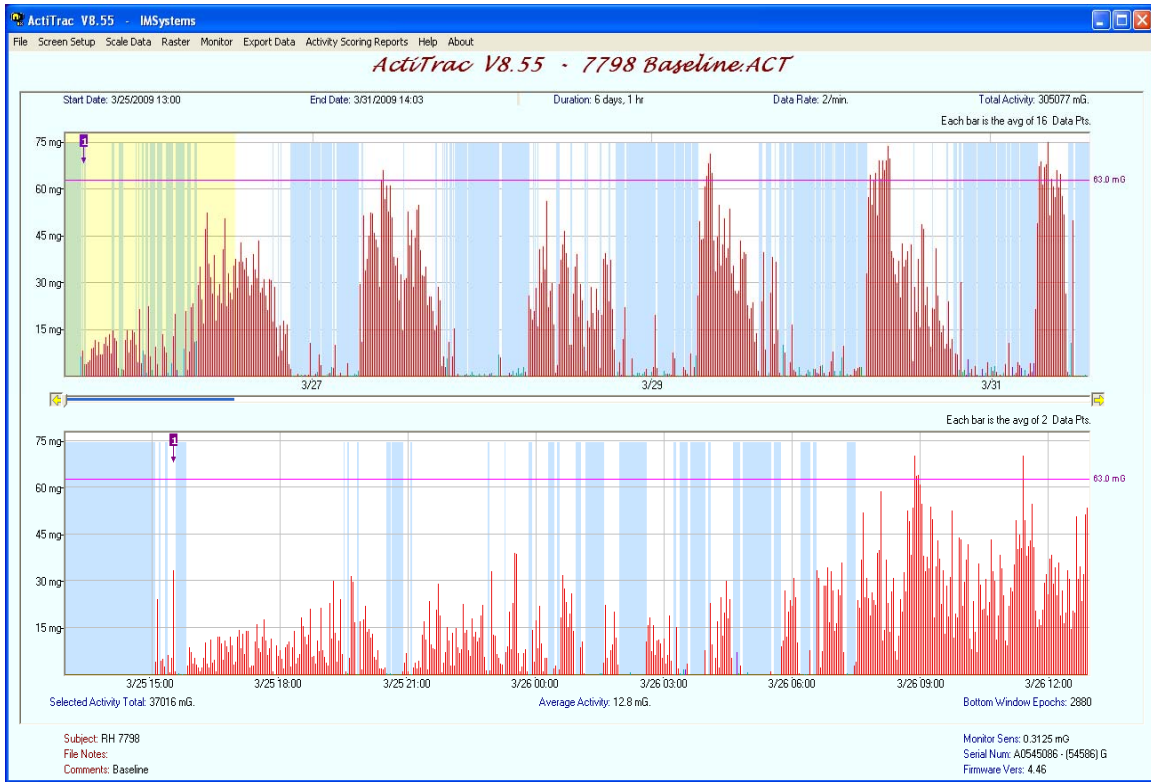 ActiTrac V8.55 - IMSystems
File Screen Setup Scale Data Raster Monitor Export Data Activity Scoring Reports Help About
ActiTrac V8.55 - 7798 Baseline.ACT
Start Date: 3/25/2009 13:00 End Date: 3/31/2009 14:03 Duration: 6 days, 1 hr Data Rate: 2/min. Total Activity: 305077 mG.
Each bar is the avg of 16 Data Pts.
75 mg
1
60 mg
63.0 mG
45 mg
30 mg
15 mg
3/27 3/29 3/31
Each bar is the avg of 2 Data Pts.
75 mg
1
60 mg
63.0 mG
45 mg
30 mg
15 mg
3/25 15:00 3/25 18:00 3/25 21:00 3/26 00:00 3/26 03:00 3/26 06:00 3/26 09:00 3/26 12:00
Selected Activity Total: 37016 mG. Average Activity: 12.8 mG. Bottom Window Epochs: 2880
Subject: RH 7798 Monitor Sens: 0.3125 mG
File Notes: Serial Num: A0545086 - (54586) G
Comments: Baseline Firmware Vers: 4.46